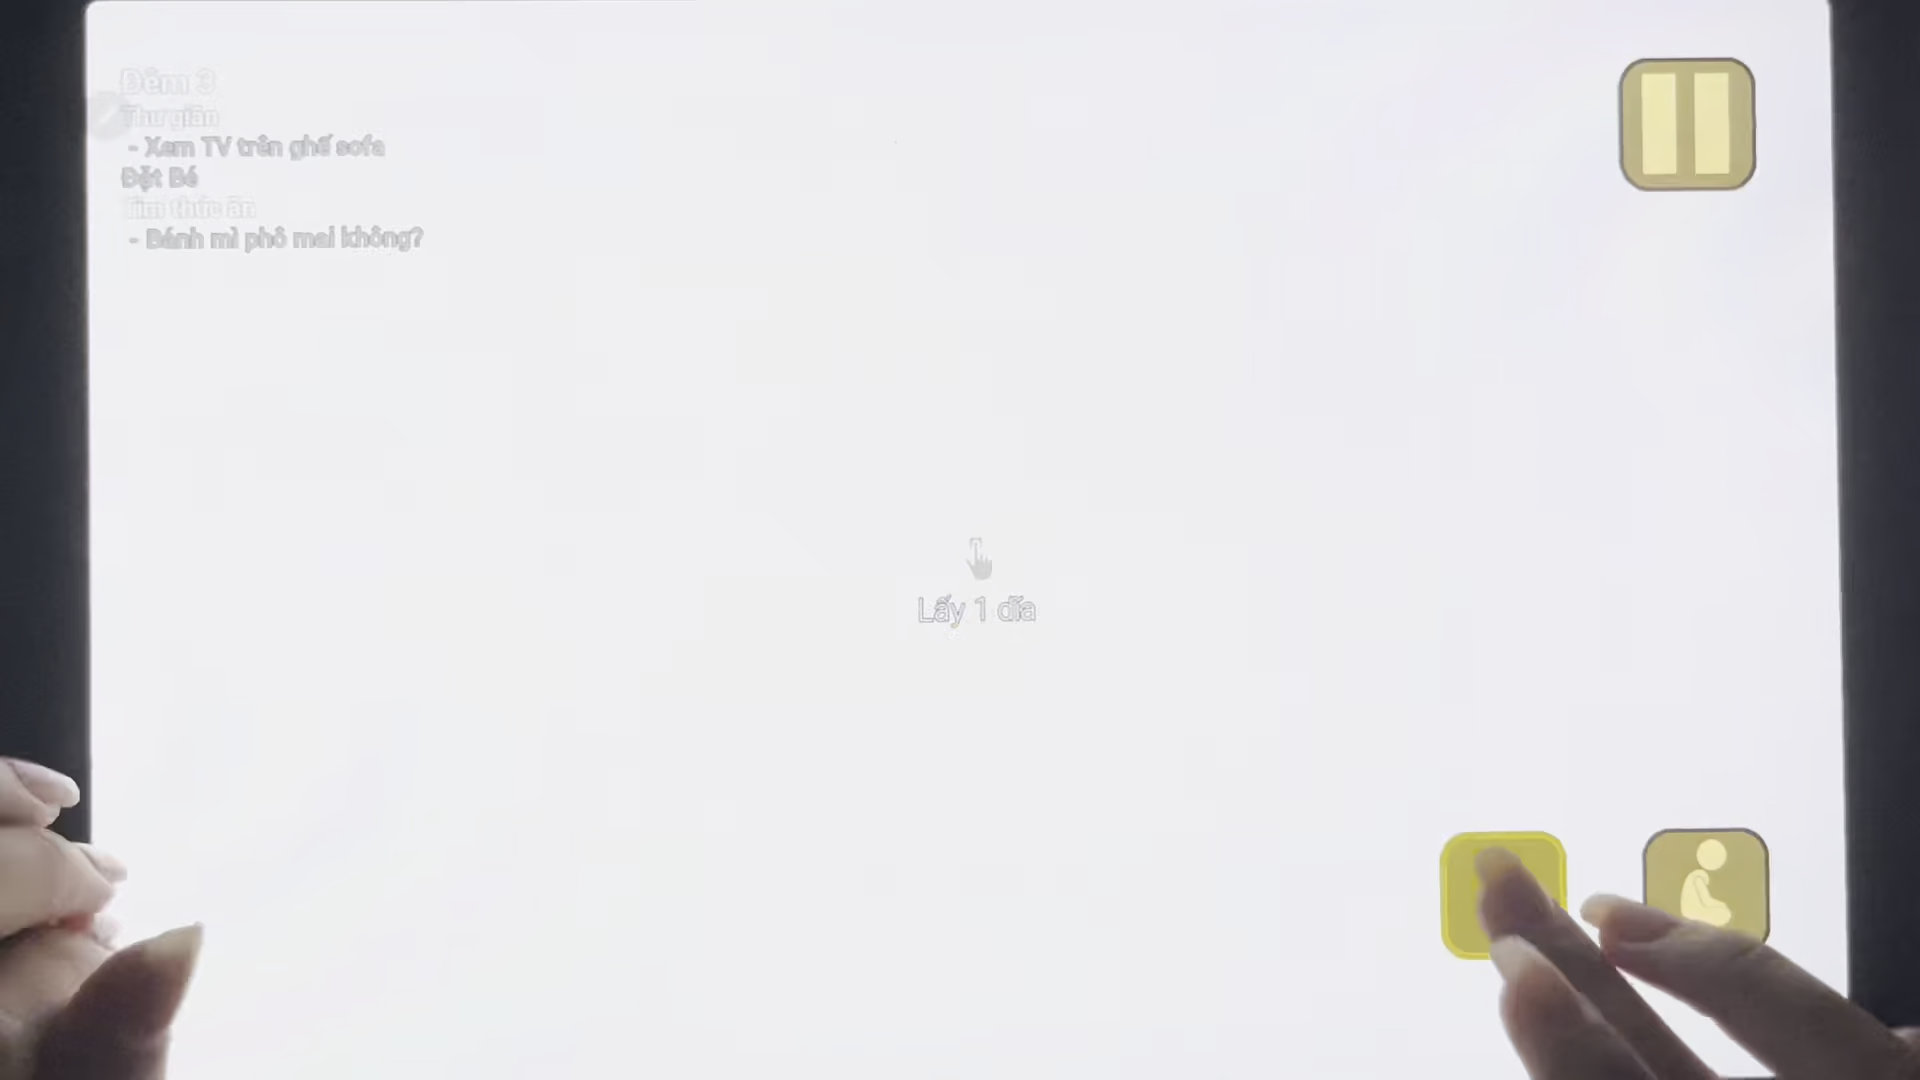 Đêm 3
Thư giãn
- Xem TV trên ghế sofa
Đặt Bé
Tìm thức ăn
- Bánh mì phô mai không?
Lấy 1 dĩa